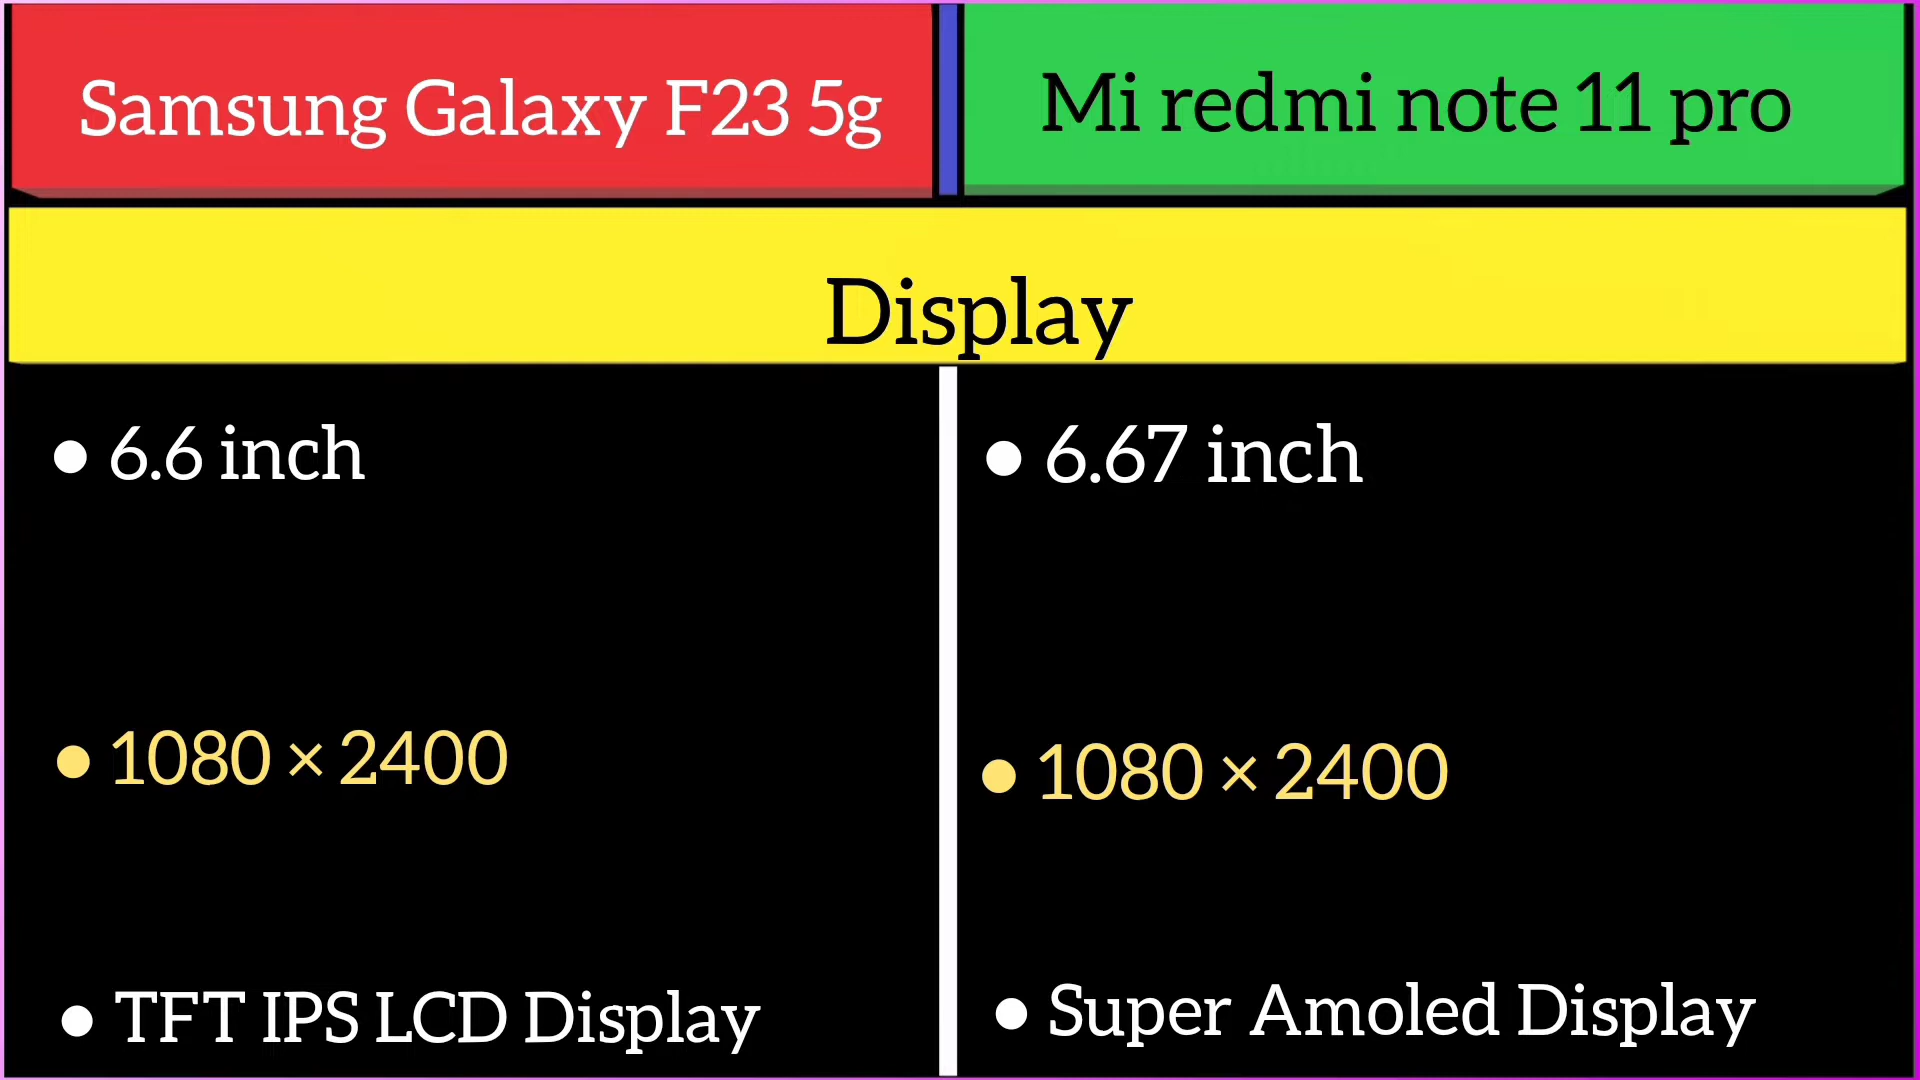 Samsung Galaxy F23 5g
Mi redmi note 11 pro
Display
• 6.6 inch
• 6.67 inch
• 1080 × 2400
• 1080 × 2400
• TFT IPS LCD Display
• Super Amoled Display